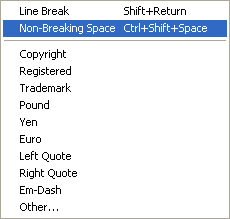 Line Break Shift+Return
Non-Breaking Space Ctrl+Shift+Space
Copyright
Registered
Trademark
Pound
Yen
Euro
Left Quote
Right Quote
Em-Dash
Other...